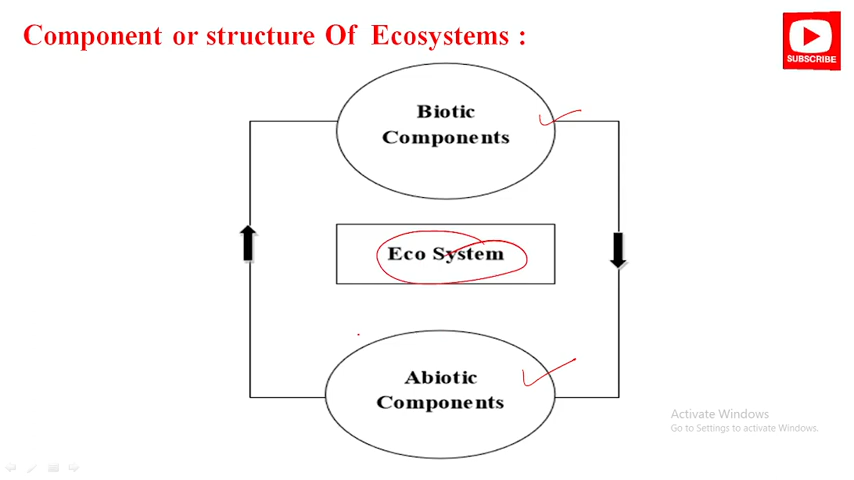 Component or structure Of Ecosystems :
SUBSCRIBE
Biotic
Components
Eco System
Abiotic
Components
Activate Windows
Go to Settings to activate Windows.